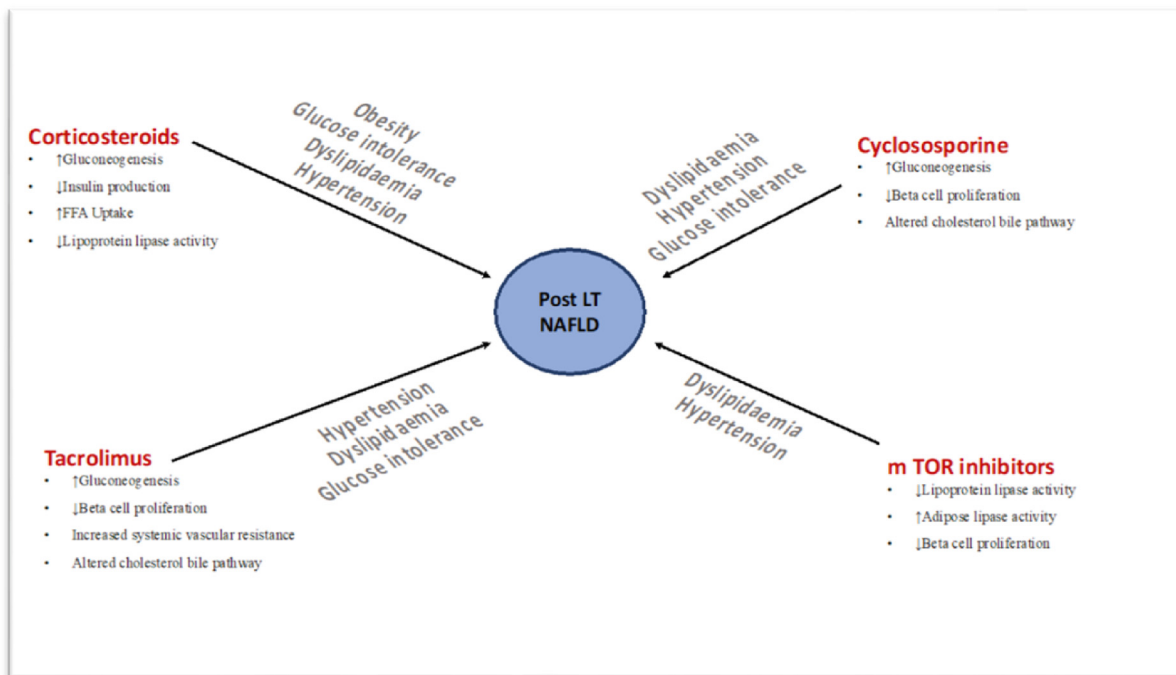 Corticosteroids
• ↑Gluconeogenesis
• ↓Insulin production
• ↑FFA Uptake
• ↓Lipoprotein lipase activity
Obesity
Glucose intolerance
Dyslipidaemia
Hypertension
Dyslipidaemia
Hypertension
Glucose intolerance
Cyclososporine
• ↑Gluconeogenesis
• ↓Beta cell proliferation
• Altered cholesterol bile pathway
Post LT
NAFLD
Tacrolimus
• ↑Gluconeogenesis
• ↓Beta cell proliferation
• Increased systemic vascular resistance
• Altered cholesterol bile pathway
Hypertension
Dyslipidaemia
Glucose intolerance
Dyslipidaemia
Hypertension
m TOR inhibitors
• ↓Lipoprotein lipase activity
• ↑Adipose lipase activity
• ↓Beta cell proliferation